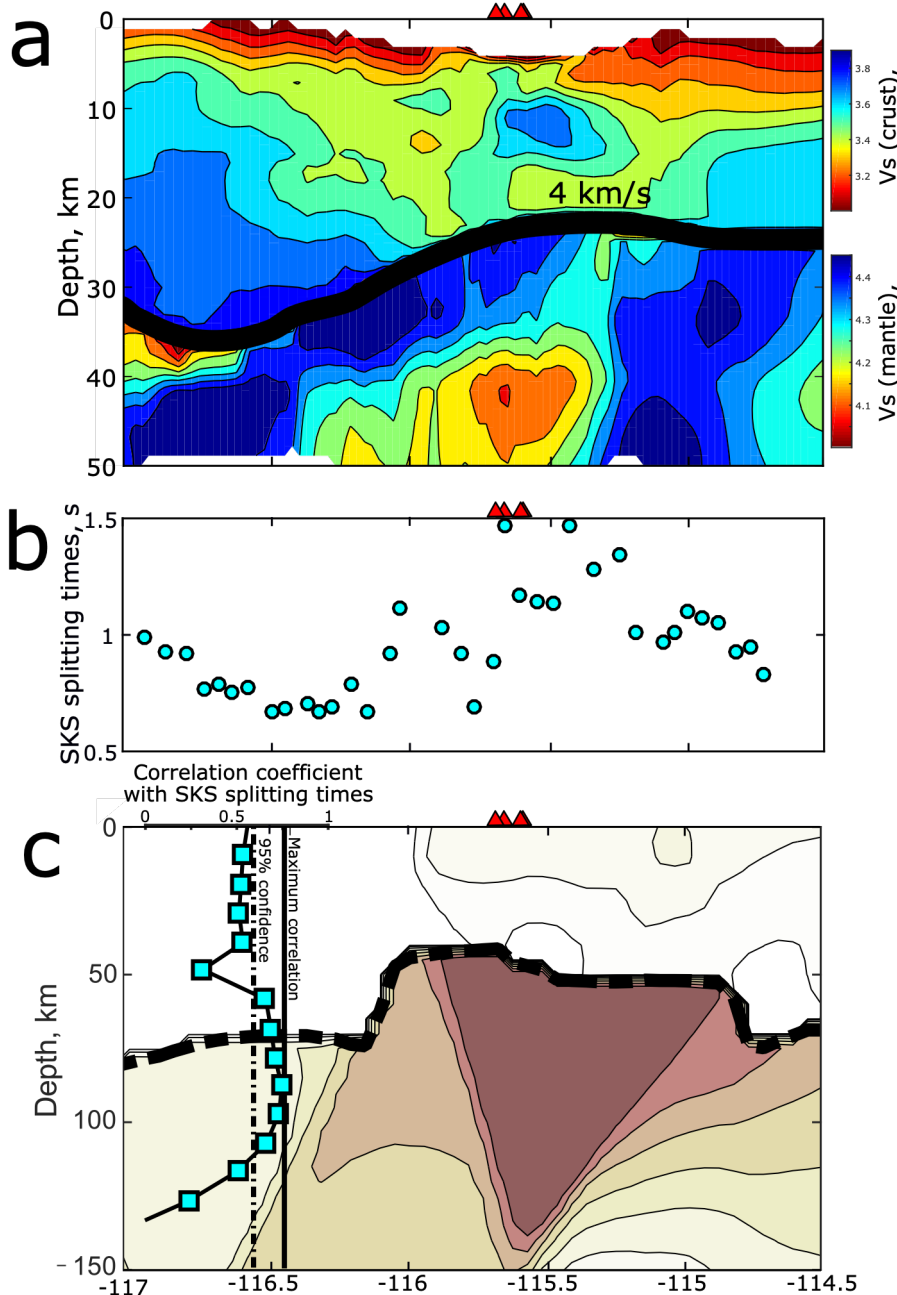 a
0
10
20
30
40
50
Depth, km
4 km/s
3.8
3.6
3.4
3.2
Vs (crust),
4.4
4.3
4.2
4.1
Vs (mantle),
b
1.5
1
0.5
SKS splitting times, s
Correlation coefficient
with SKS splitting times
0 0.5 1
c
0
50
100
- 150
Depth, km
95% confidence
Maximum correlation
-117 -116.5 -116 -115.5 -115 -114.5